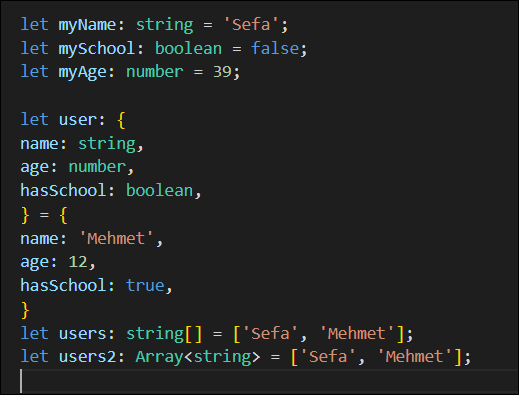 let myName: string = 'Sefa';
let mySchool: boolean = false;
let myAge: number = 39;
let user: {
name: string,
age: number,
hasSchool: boolean,
} = {
name: 'Mehmet',
age: 12,
hasSchool: true,
}
let users: string[] = ['Sefa', 'Mehmet'];
let users2: Array<string> = ['Sefa', 'Mehmet'];